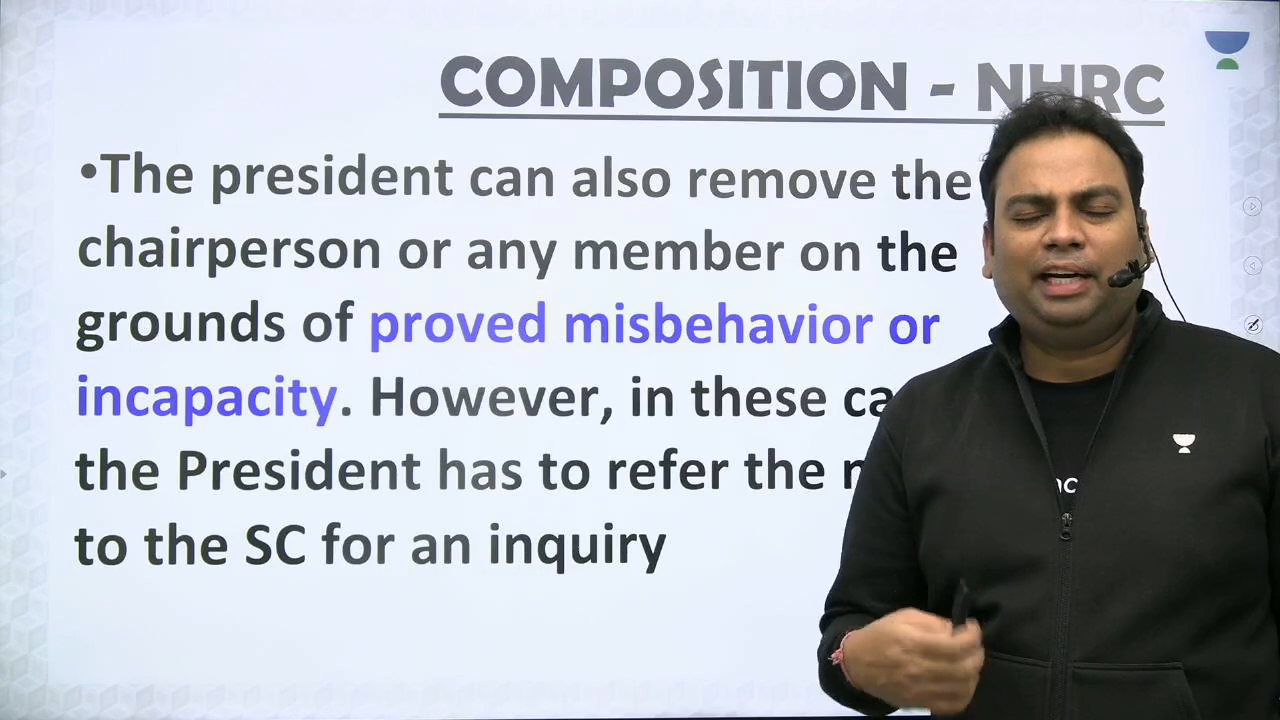 COMPOSITION - NHRC
•The president can also remove the
chairperson or any member on the
grounds of proved misbehavior or
incapacity. However, in these
the President has to refer the
to the SC for an inquiry